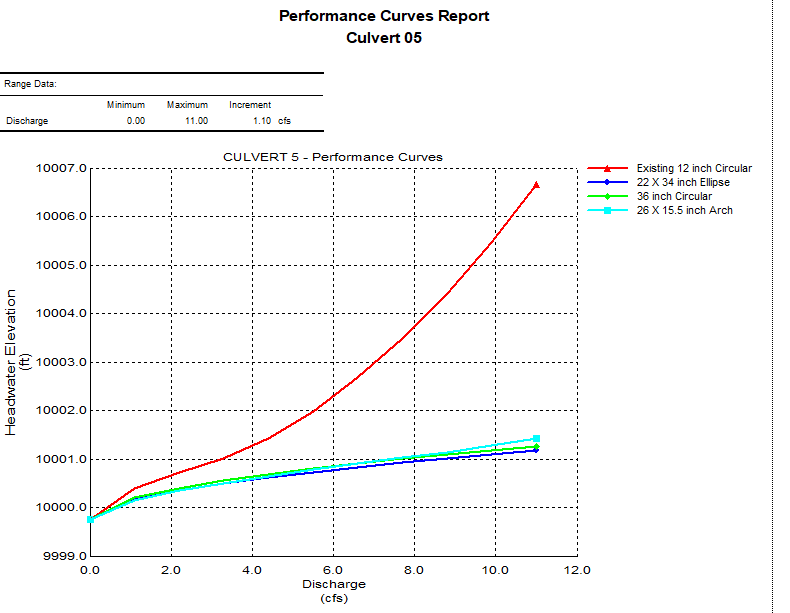 Performance Curves Report
Culvert 05
Range Data:
Minimum Maximum Increment
Discharge 0.00 11.00 1.10 cfs
CULVERT 5 - Performance Curves
10007.0
10006.0
10005.0
10004.0
10003.0
10002.0
10001.0
10000.0
9999.0
Headwater Elevation
(ft)
0.0 2.0 4.0 6.0 8.0 10.0 12.0
Discharge
(cfs)
Existing 12 inch Circular
22 X 34 inch Ellipse
36 inch Circular
26 X 15.5 inch Arch